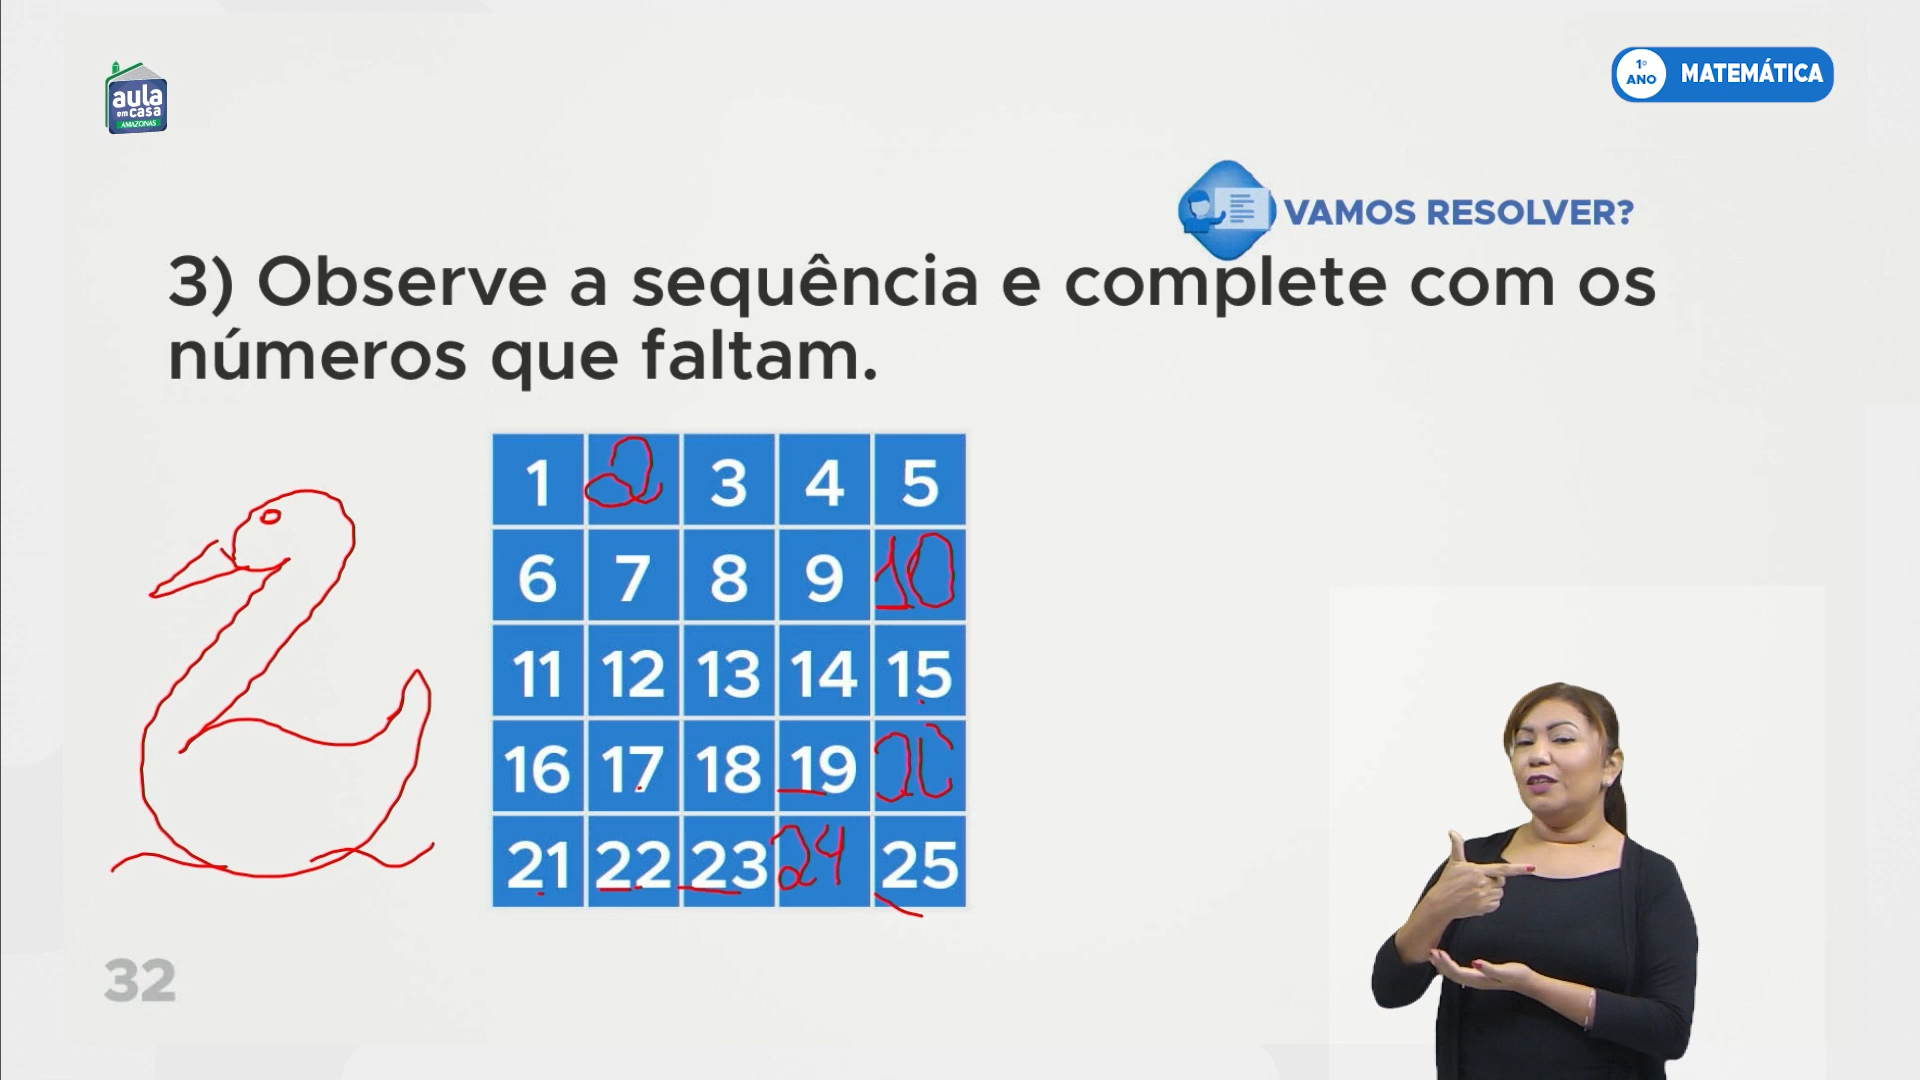 aula
em casa
AMAZONAS
1º
ANO
MATEMÁTICA
VAMOS RESOLVER?
3) Observe a sequência e complete com os
números que faltam.
1 2 3 4 5
6 7 8 9 10
11 12 13 14 15
16 17 18 19 20
21 22 23 24 25
32